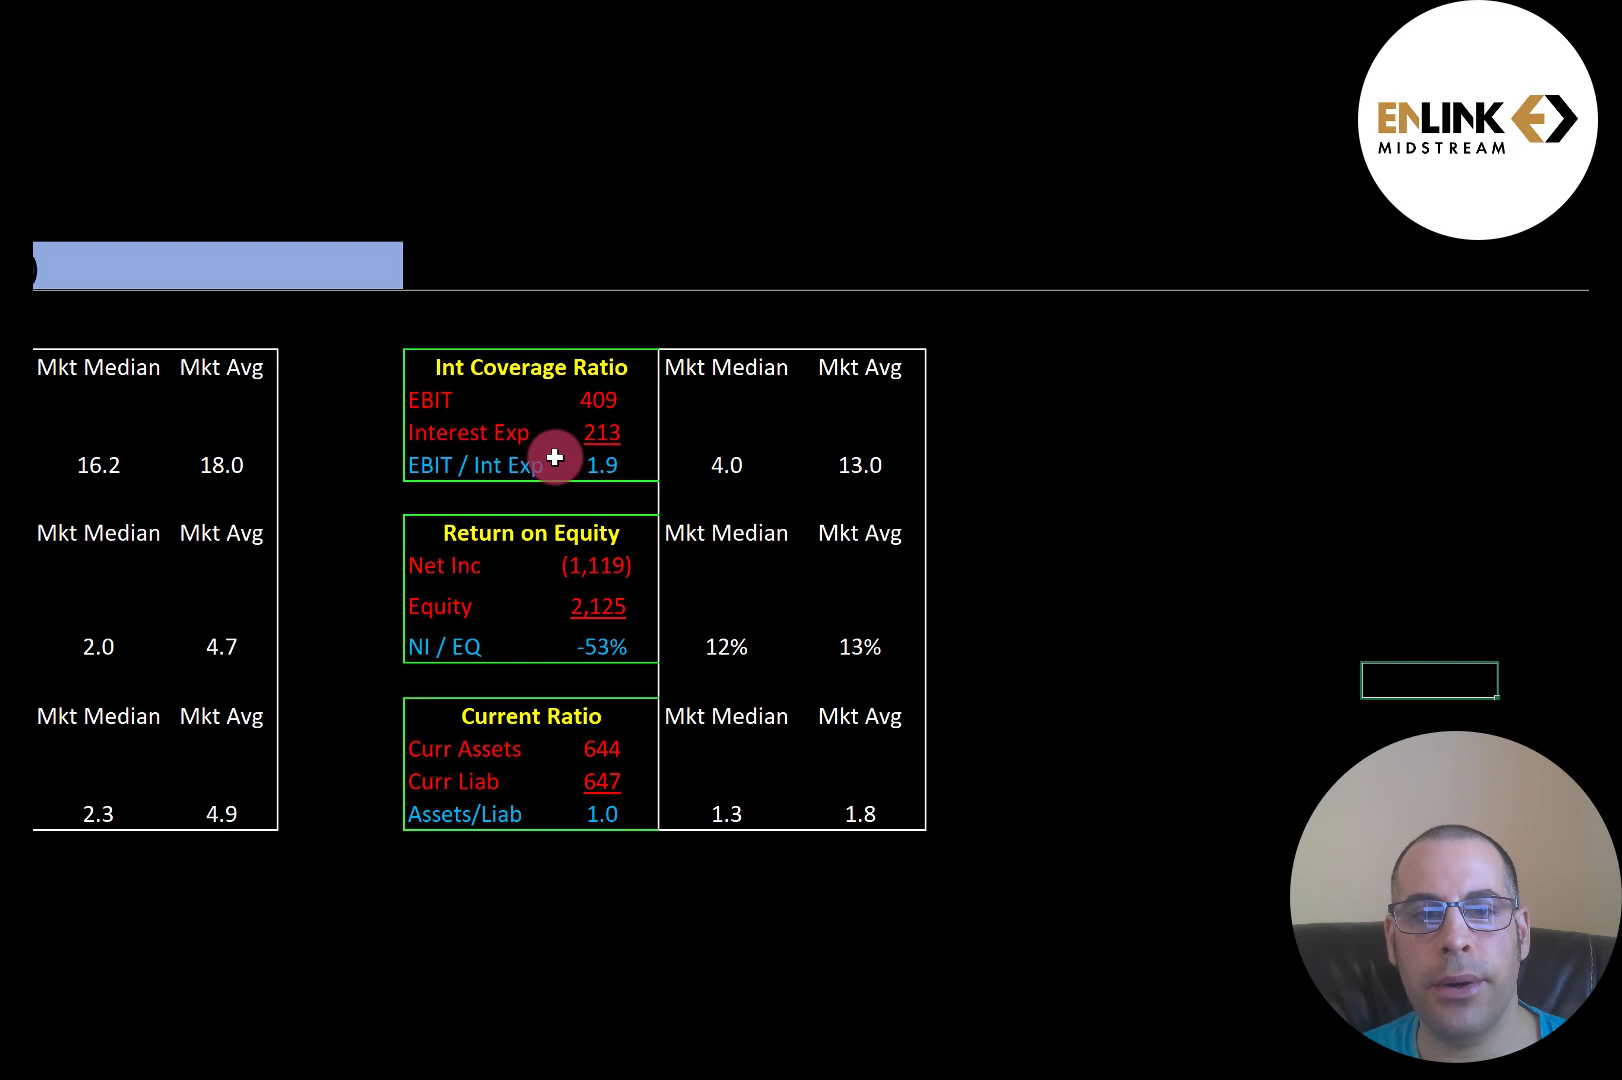 ENLINK
MIDSTREAM
)
Mkt Median Mkt Avg
16.2 18.0
Mkt Median Mkt Avg
2.0 4.7
Mkt Median Mkt Avg
2.3 4.9
Int Coverage Ratio Mkt Median Mkt Avg
EBIT 409
Interest Exp 213
EBIT / Int Exp 1.9 4.0 13.0
Return on Equity Mkt Median Mkt Avg
Net Inc (1,119)
Equity 2,125
NI / EQ -53% 12% 13%
Current Ratio Mkt Median Mkt Avg
Curr Assets 644
Curr Liab 647
Assets/Liab 1.0 1.3 1.8